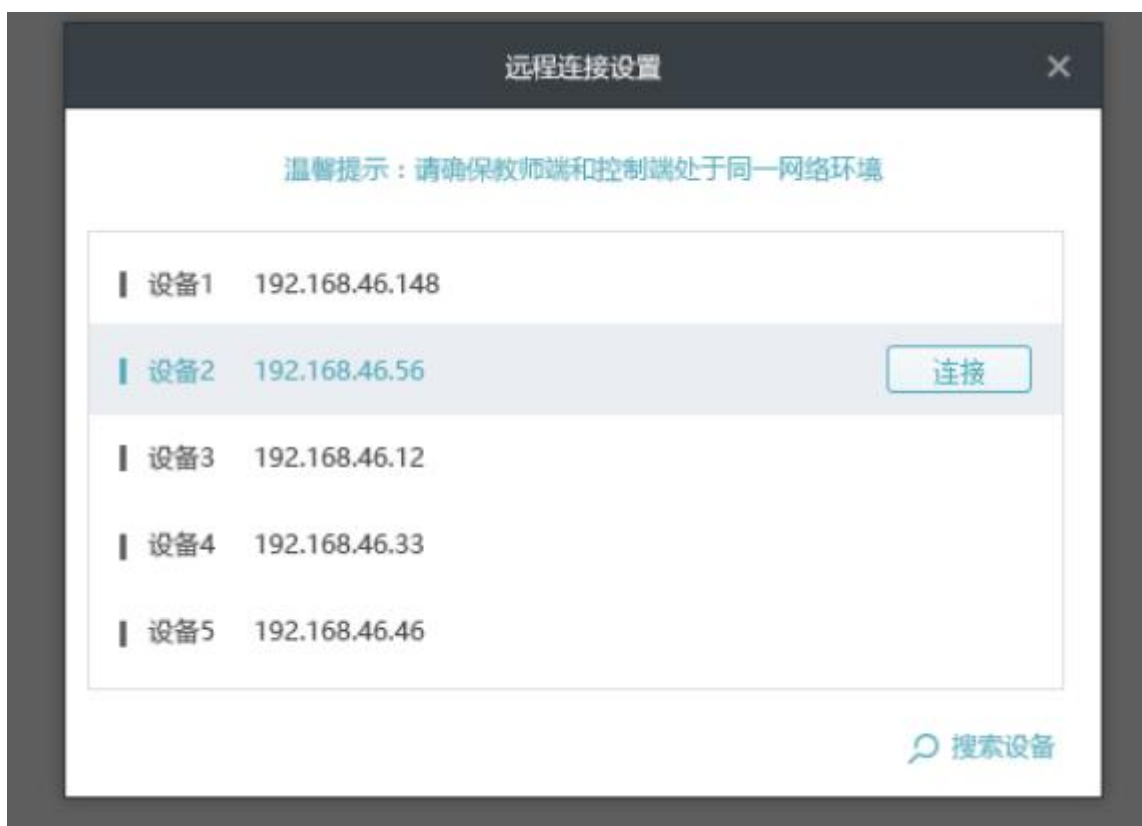 远程连接设置
温馨提示：请确保教师端和控制端处于同一网络环境
设备1 192.168.46.148
设备2 192.168.46.56 连接
设备3 192.168.46.12
设备4 192.168.46.33
设备5 192.168.46.46
搜索设备